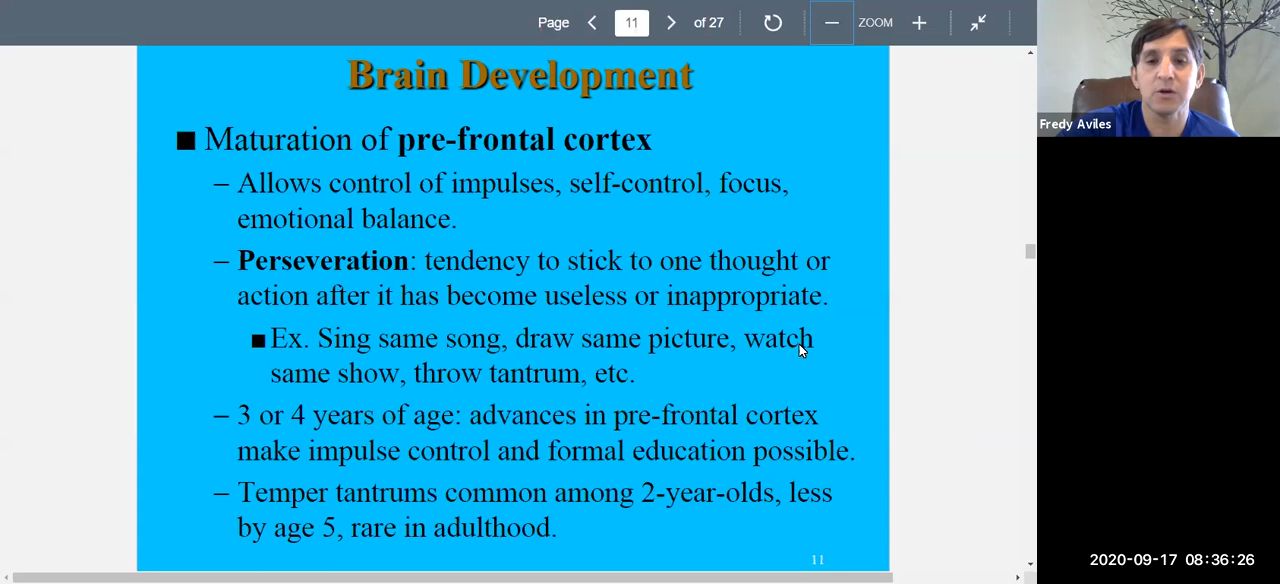 Page 11 of 27 ZOOM
Brain Development
Maturation of pre-frontal cortex
– Allows control of impulses, self-control, focus,
emotional balance.
– Perseveration: tendency to stick to one thought or
action after it has become useless or inappropriate.
Ex. Sing same song, draw same picture, watch
same show, throw tantrum, etc.
– 3 or 4 years of age: advances in pre-frontal cortex
make impulse control and formal education possible.
– Temper tantrums common among 2-year-olds, less
by age 5, rare in adulthood.
11
Fredy Aviles
2020-09-17 08:36:26